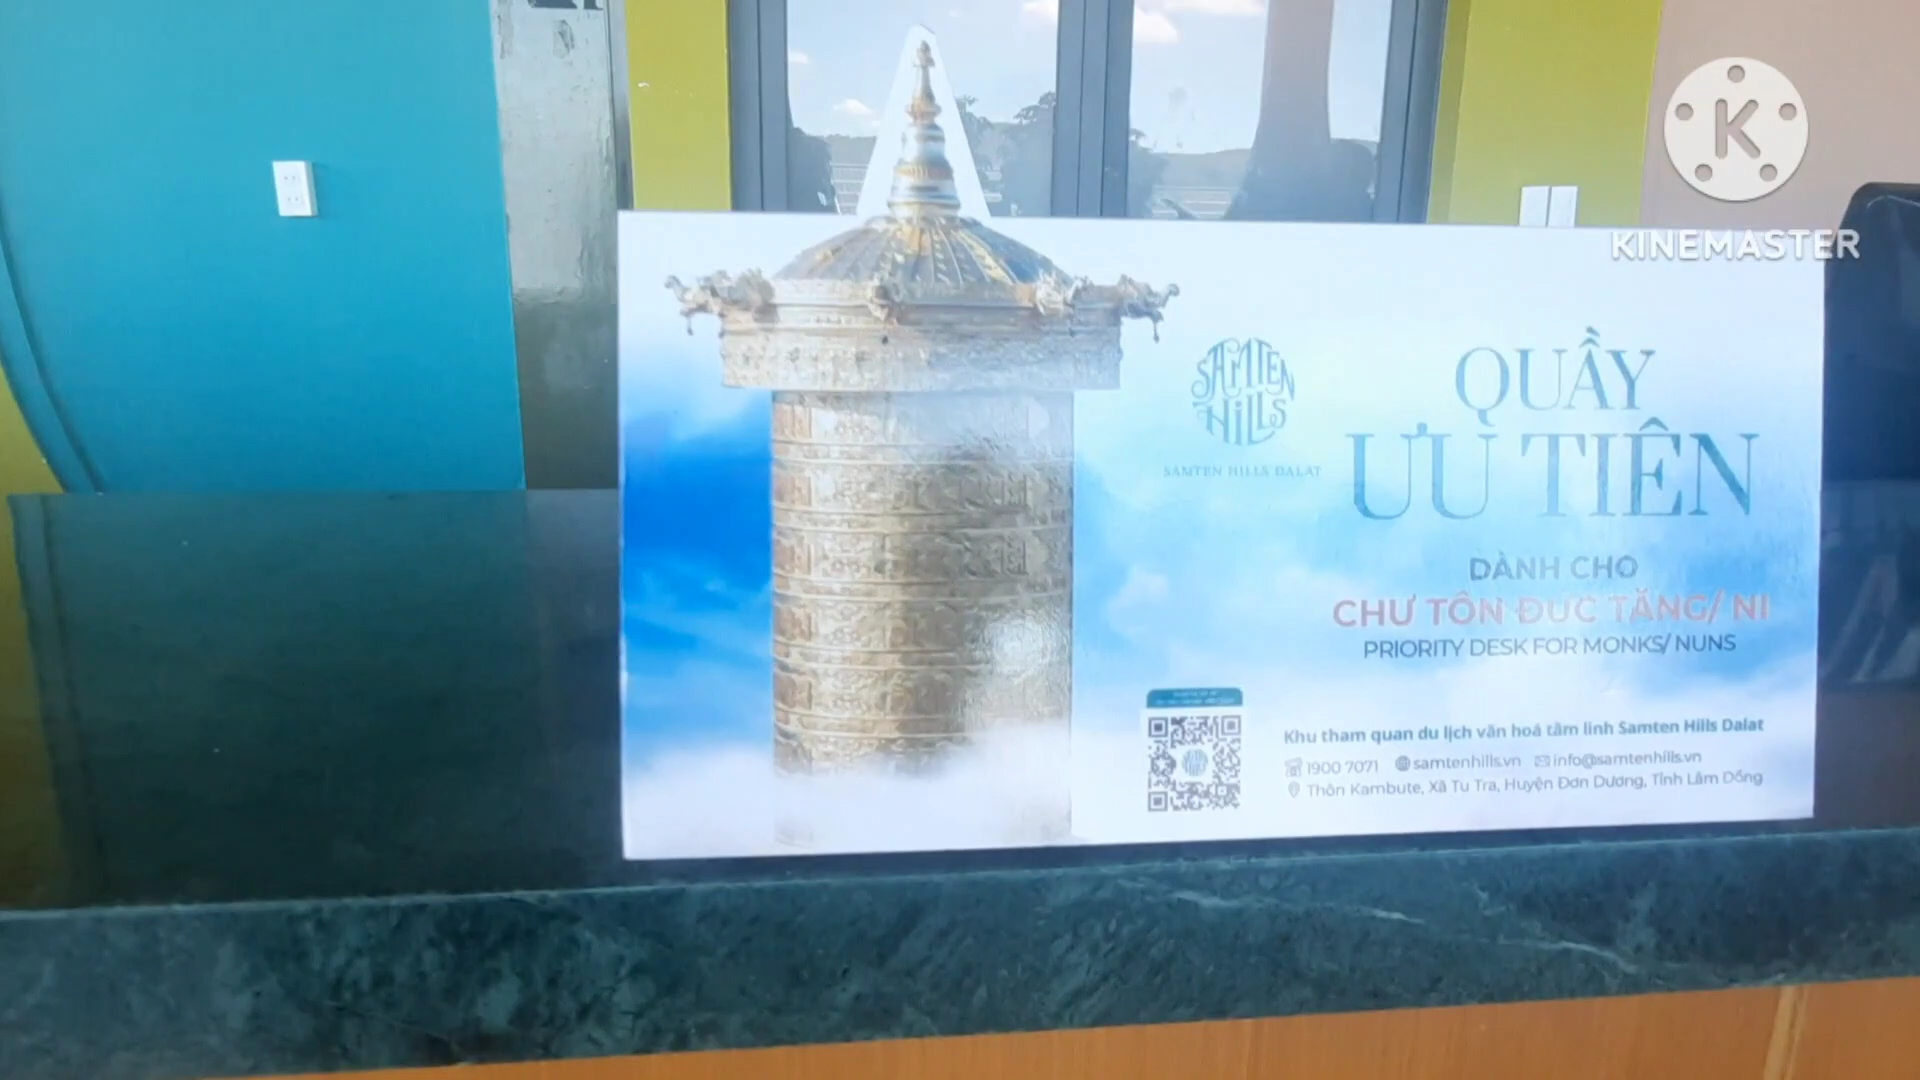 KINEMASTER
SAMTEN
HILLS
SAMTEN HILLS DALAT
QUẦY
ƯU TIÊN
DÀNH CHO
CHƯ TÔN ĐỨC TĂNG/ NI
PRIORITY DESK FOR MONKS/ NUNS
Khu tham quan du lịch văn hoá tâm linh Samten Hills Dalat
1900 7071 samtenhills.vn info@samtenhills.vn
Thôn Kambute, Xã Tu Tra, Huyện Đơn Dương, Tỉnh Lâm Đồng